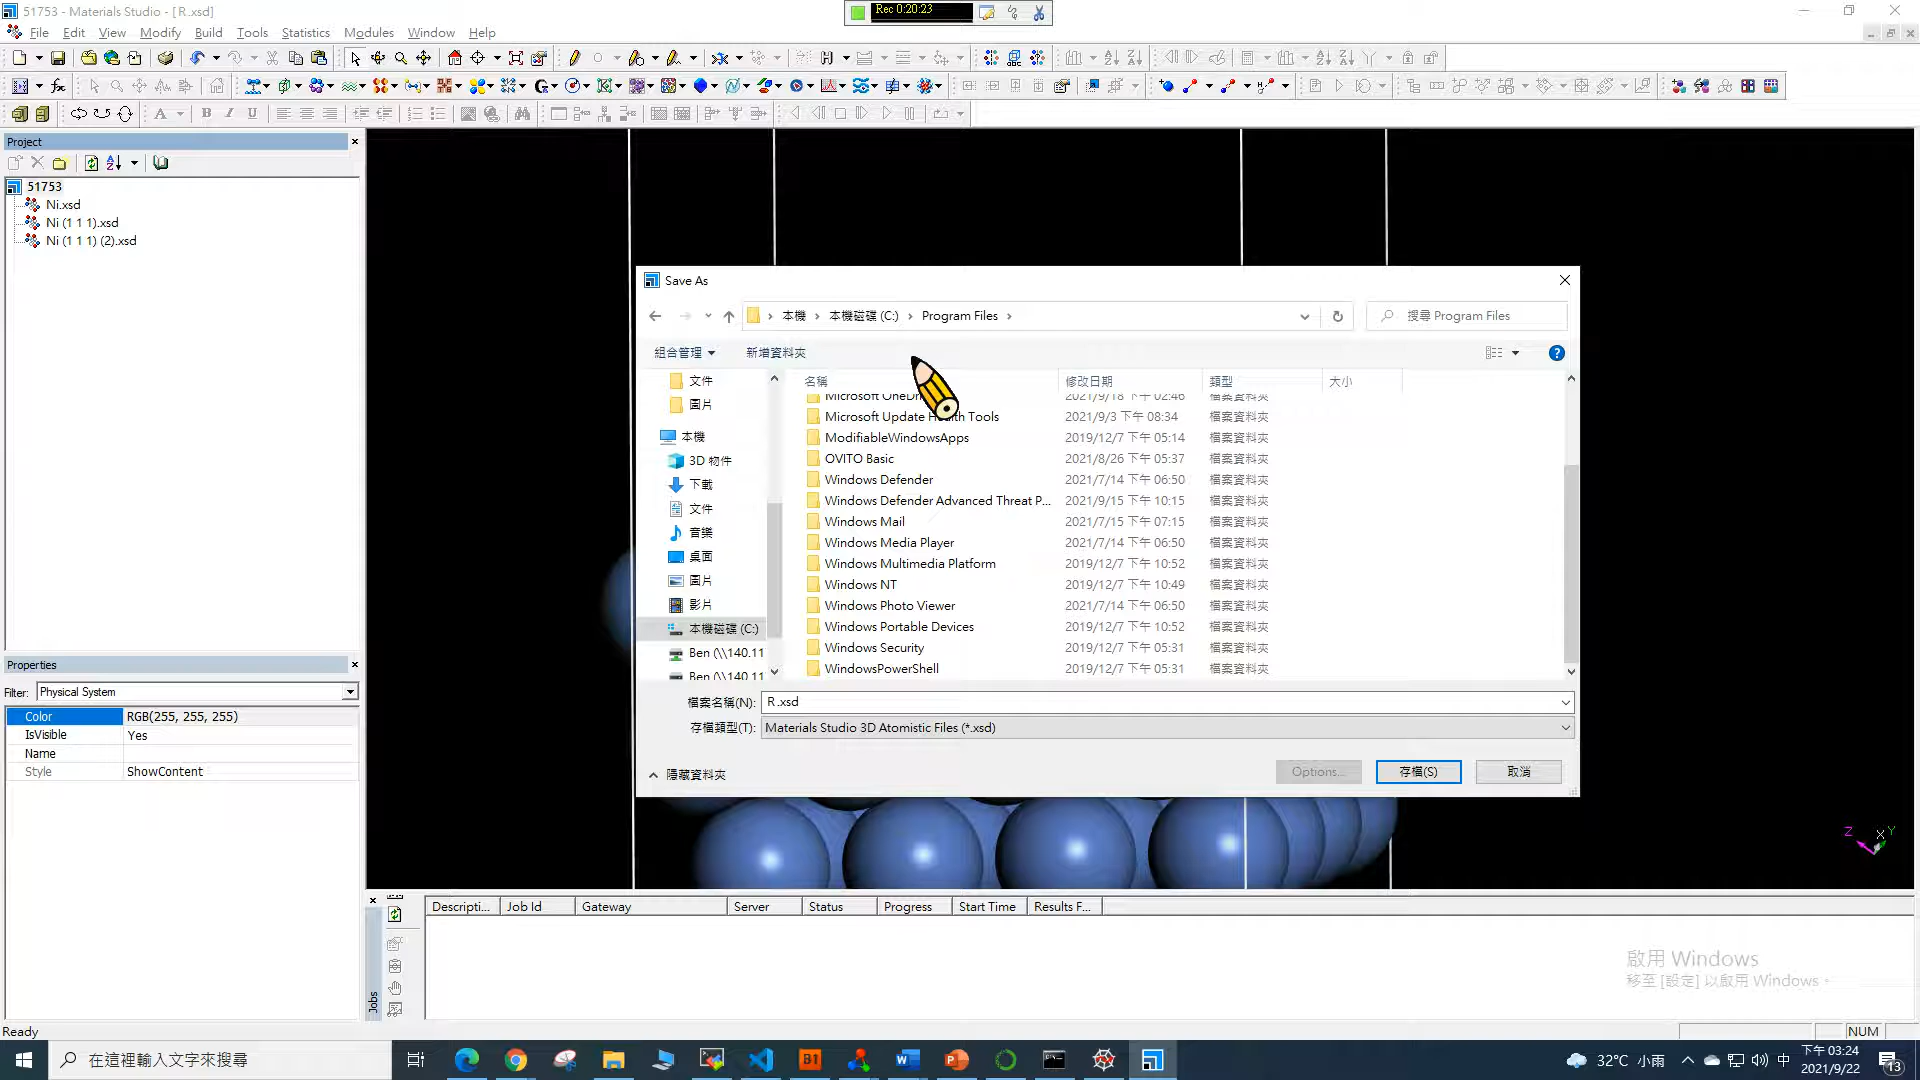 51753 - Materials Studio - [R.xsd]
Rec 0:20:23
File Edit View Modify Build Tools Statistics Modules Window Help
Project
51753
Ni.xsd
Ni (1 1 1).xsd
Ni (1 1 1) (2).xsd
Save As
本機 › 本機磁碟 (C:) › Program Files ›
搜尋 Program Files
組合管理
新增資料夾
文件
圖片
本機
3D 物件
下載
文件
音樂
桌面
圖片
影片
本機磁碟 (C:)
Ben (\\140.11
Ben (\\140.11
名稱 修改日期 類型 大小
Microsoft OneDri 2021/9/18 下午 02:46 檔案資料夾
Microsoft Update Health Tools 2021/9/3 下午 08:34 檔案資料夾
ModifiableWindowsApps 2019/12/7 下午 05:14 檔案資料夾
OVITO Basic 2021/8/26 下午 05:37 檔案資料夾
Windows Defender 2021/7/14 下午 06:50 檔案資料夾
Windows Defender Advanced Threat P... 2021/9/15 下午 10:15 檔案資料夾
Windows Mail 2021/7/15 下午 07:15 檔案資料夾
Windows Media Player 2021/7/14 下午 06:50 檔案資料夾
Windows Multimedia Platform 2019/12/7 下午 10:52 檔案資料夾
Windows NT 2019/12/7 下午 10:49 檔案資料夾
Windows Photo Viewer 2021/7/14 下午 06:50 檔案資料夾
Windows Portable Devices 2019/12/7 下午 10:52 檔案資料夾
Windows Security 2019/12/7 下午 05:31 檔案資料夾
WindowsPowerShell 2019/12/7 下午 05:31 檔案資料夾
檔案名稱(N): R.xsd
存檔類型(T): Materials Studio 3D Atomistic Files (*.xsd)
隱藏資料夾
Options...
存檔(S)
取消
Properties
Filter: Physical System
Color RGB(255, 255, 255)
IsVisible Yes
Name
Style ShowContent
Z X Y
Jobs
Descripti... Job Id Gateway Server Status Progress Start Time Results F...
啟用 Windows
移至 [設定] 以啟用 Windows。
Ready
NUM
在這裡輸入文字來搜尋
B1
32°C 小雨
中
下午 03:24
2021/9/22
13